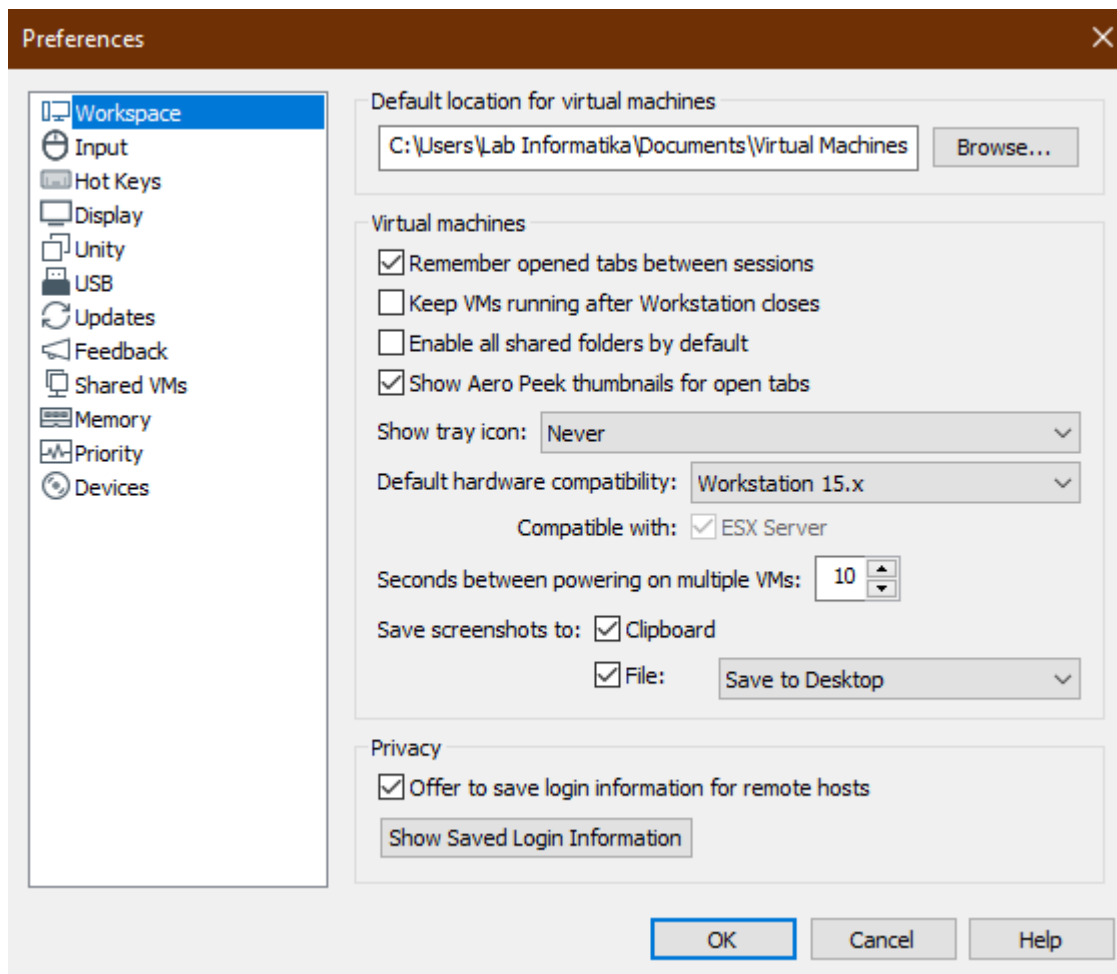 Preferences
Workspace
Input
Hot Keys
Display
Unity
USB
Updates
Feedback
Shared VMs
Memory
Priority
Devices
Default location for virtual machines
C:\Users\Lab Informatika\Documents\Virtual Machines
Browse...
Virtual machines
Remember opened tabs between sessions
Keep VMs running after Workstation closes
Enable all shared folders by default
Show Aero Peek thumbnails for open tabs
Show tray icon: Never
Default hardware compatibility: Workstation 15.x
Compatible with: ESX Server
Seconds between powering on multiple VMs: 10
Save screenshots to: Clipboard
File: Save to Desktop
Privacy
Offer to save login information for remote hosts
Show Saved Login Information
OK Cancel Help